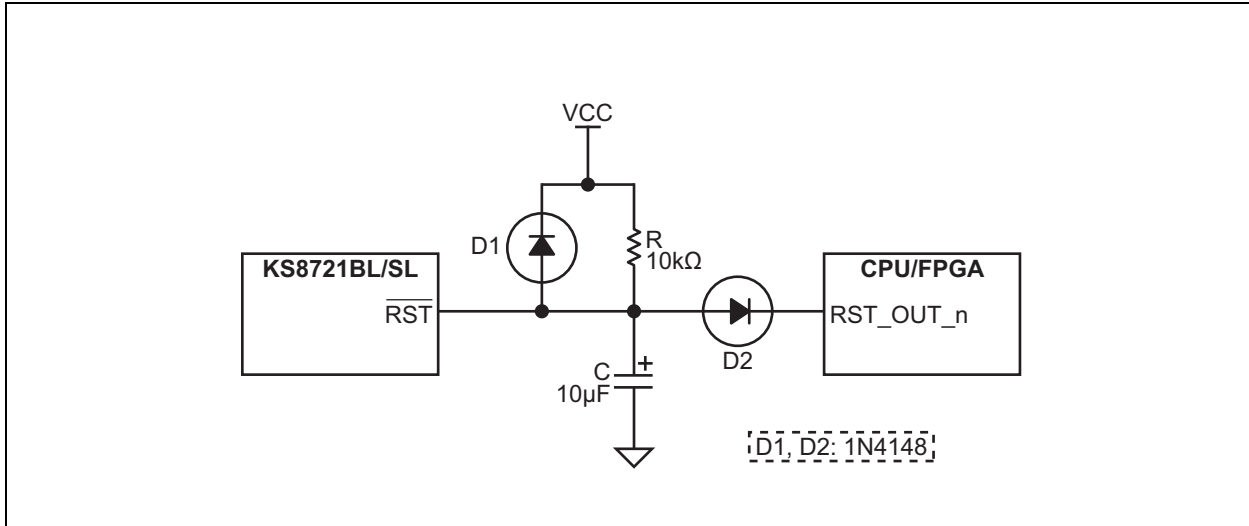 VCC
D1
R
10kΩ
KS8721BL/SL
RST
CPU/FPGA
RST_OUT_n
D2
C
+
10µF
D1, D2: 1N4148